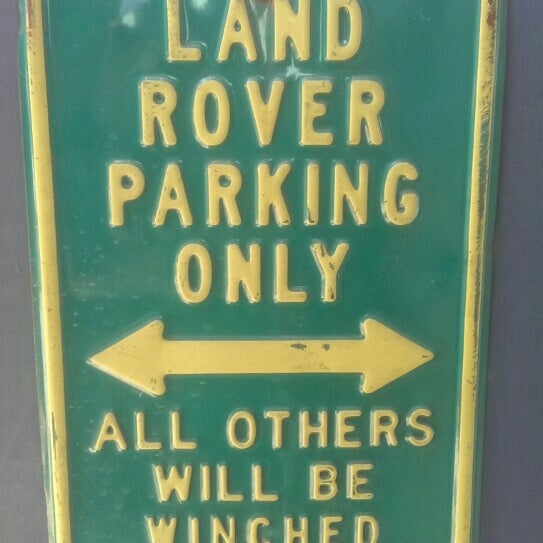 LAND
ROVER
PARKING
ONLY
ALL OTHERS
WILL BE
WINCHED